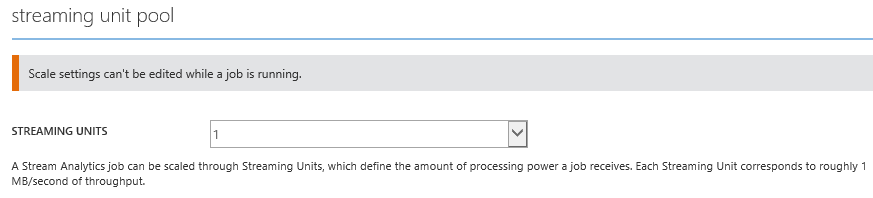 streaming unit pool
Scale settings can't be edited while a job is running.
STREAMING UNITS
1
A Stream Analytics job can be scaled through Streaming Units, which define the amount of processing power a job receives. Each Streaming Unit corresponds to roughly 1
MB/second of throughput.